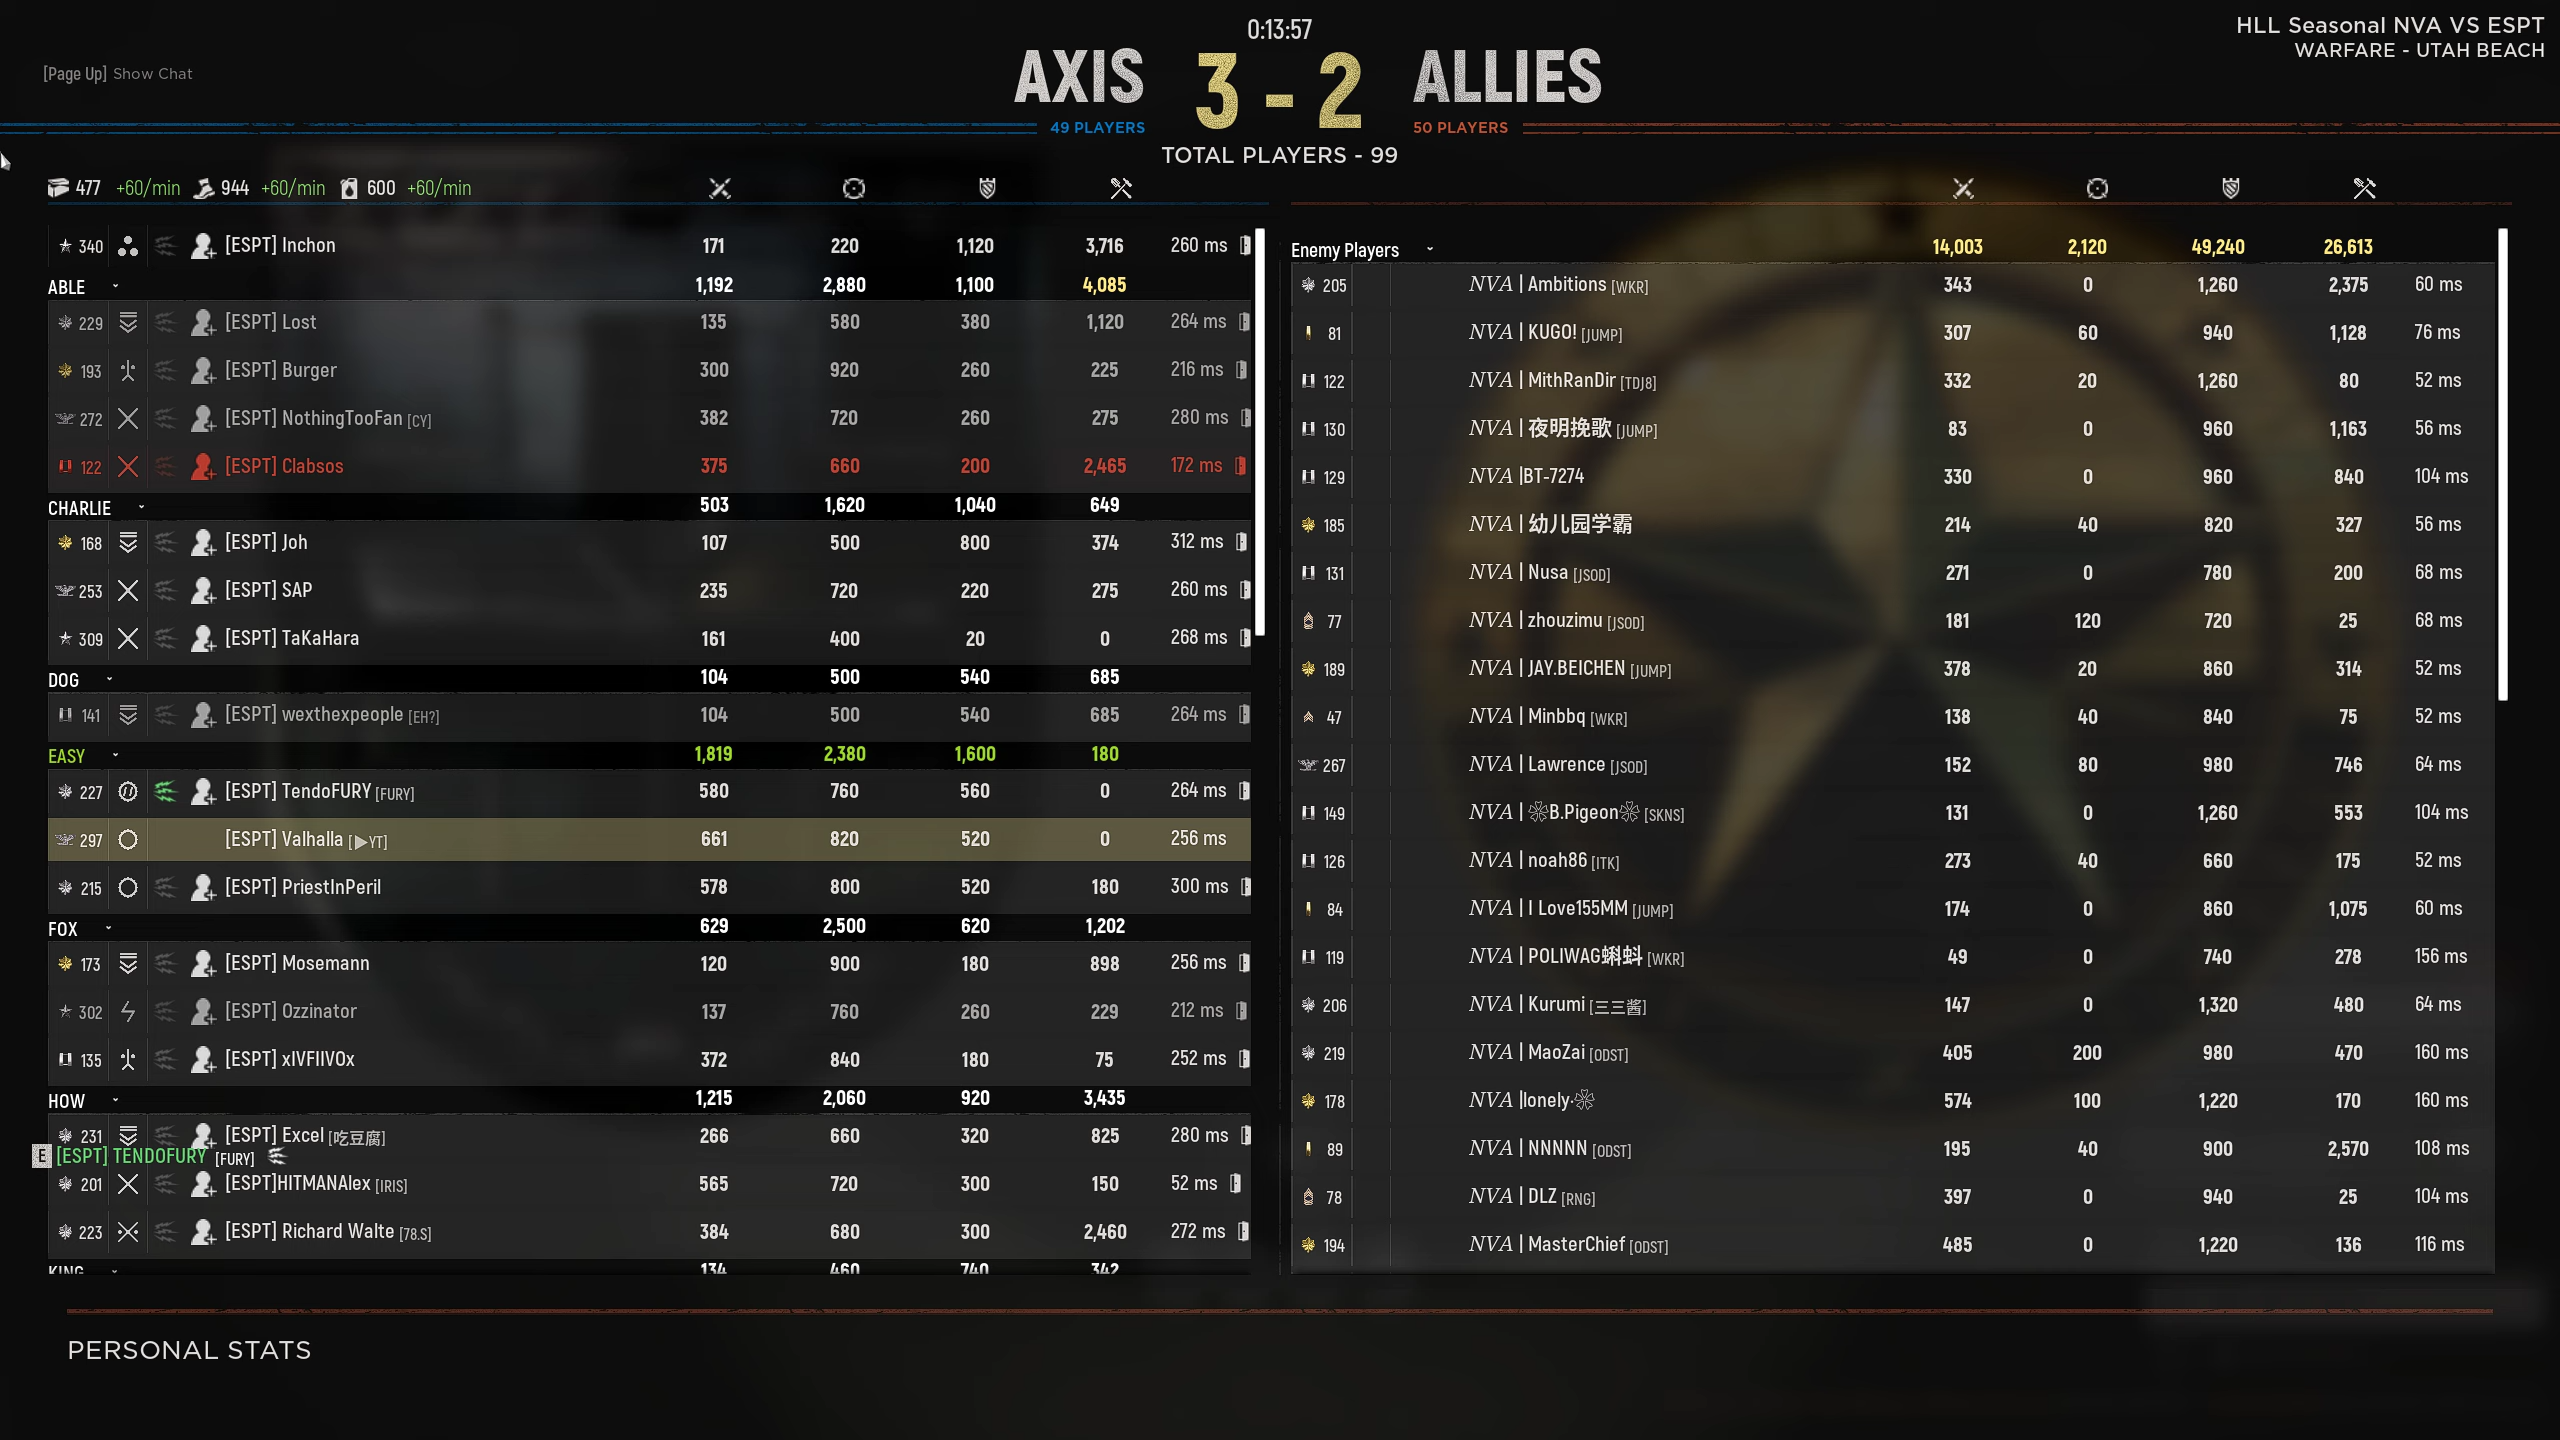 0:13:57
HLL Seasonal NVA VS ESPT
WARFARE - UTAH BEACH
[Page Up] Show Chat
AXIS 3 - 2 ALLIES
49 PLAYERS 50 PLAYERS
TOTAL PLAYERS - 99
477 +60/min 944 +60/min 600 +60/min
340 [ESPT] Inchon 171 220 1,120 3,716 260 ms
ABLE 1,192 2,880 1,100 4,085
229 [ESPT] Lost 135 580 380 1,120 264 ms
193 [ESPT] Burger 300 920 260 225 216 ms
272 [ESPT] NothingTooFan [CY] 382 720 260 275 280 ms
122 [ESPT] Clabsos 375 660 200 2,465 172 ms
CHARLIE 503 1,620 1,040 649
168 [ESPT] Joh 107 500 800 374 312 ms
253 [ESPT] SAP 235 720 220 275 260 ms
309 [ESPT] TaKaHara 161 400 20 0 268 ms
DOG 104 500 540 685
141 [ESPT] wexthexpeople [EH?] 104 500 540 685 264 ms
EASY 1,819 2,380 1,600 180
227 [ESPT] TendoFURY [FURY] 580 760 560 0 264 ms
297 [ESPT] Valhalla [▶YT] 661 820 520 0 256 ms
215 [ESPT] PriestInPeril 578 800 520 180 300 ms
FOX 629 2,500 620 1,202
173 [ESPT] Mosemann 120 900 180 898 256 ms
302 [ESPT] Ozzinator 137 760 260 229 212 ms
135 [ESPT] xIVFIIVOx 372 840 180 75 252 ms
HOW 1,215 2,060 920 3,435
231 [ESPT] Excel [吃豆腐] 266 660 320 825 280 ms
E [ESPT] TENDOFURY [FURY]
201 [ESPT]HITMANAlex [IRIS] 565 720 300 150 52 ms
223 [ESPT] Richard Walte [78.S] 384 680 300 2,460 272 ms
KING 134 460 740 342
Enemy Players 14,003 2,120 49,240 26,613
205 NVA | Ambitions [WKR] 343 0 1,260 2,375 60 ms
81 NVA | KUGO! [JUMP] 307 60 940 1,128 76 ms
122 NVA | MithRanDir [TDJ8] 332 20 1,260 80 52 ms
130 NVA | 夜明挽歌 [JUMP] 83 0 960 1,163 56 ms
129 NVA |BT-7274 330 0 960 840 104 ms
185 NVA | 幼儿园学霸 214 40 820 327 56 ms
131 NVA | Nusa [JSOD] 271 0 780 200 68 ms
77 NVA | zhouzimu [JSOD] 181 120 720 25 68 ms
189 NVA | JAY.BEICHEN [JUMP] 378 20 860 314 52 ms
47 NVA | Minbbq [WKR] 138 40 840 75 52 ms
267 NVA | Lawrence [JSOD] 152 80 980 746 64 ms
149 NVA | ❀B.Pigeon❀ [SKNS] 131 0 1,260 553 104 ms
126 NVA | noah86 [ITK] 273 40 660 175 52 ms
84 NVA | I Love155MM [JUMP] 174 0 860 1,075 60 ms
119 NVA | POLIWAG蝌蚪 [WKR] 49 0 740 278 156 ms
206 NVA | Kurumi [三三酱] 147 0 1,320 480 64 ms
219 NVA | MaoZai [ODST] 405 200 980 470 160 ms
178 NVA |lonely·❀ 574 100 1,220 170 160 ms
89 NVA | NNNNN [ODST] 195 40 900 2,570 108 ms
78 NVA | DLZ [RNG] 397 0 940 25 104 ms
194 NVA | MasterChief [ODST] 485 0 1,220 136 116 ms
PERSONAL STATS